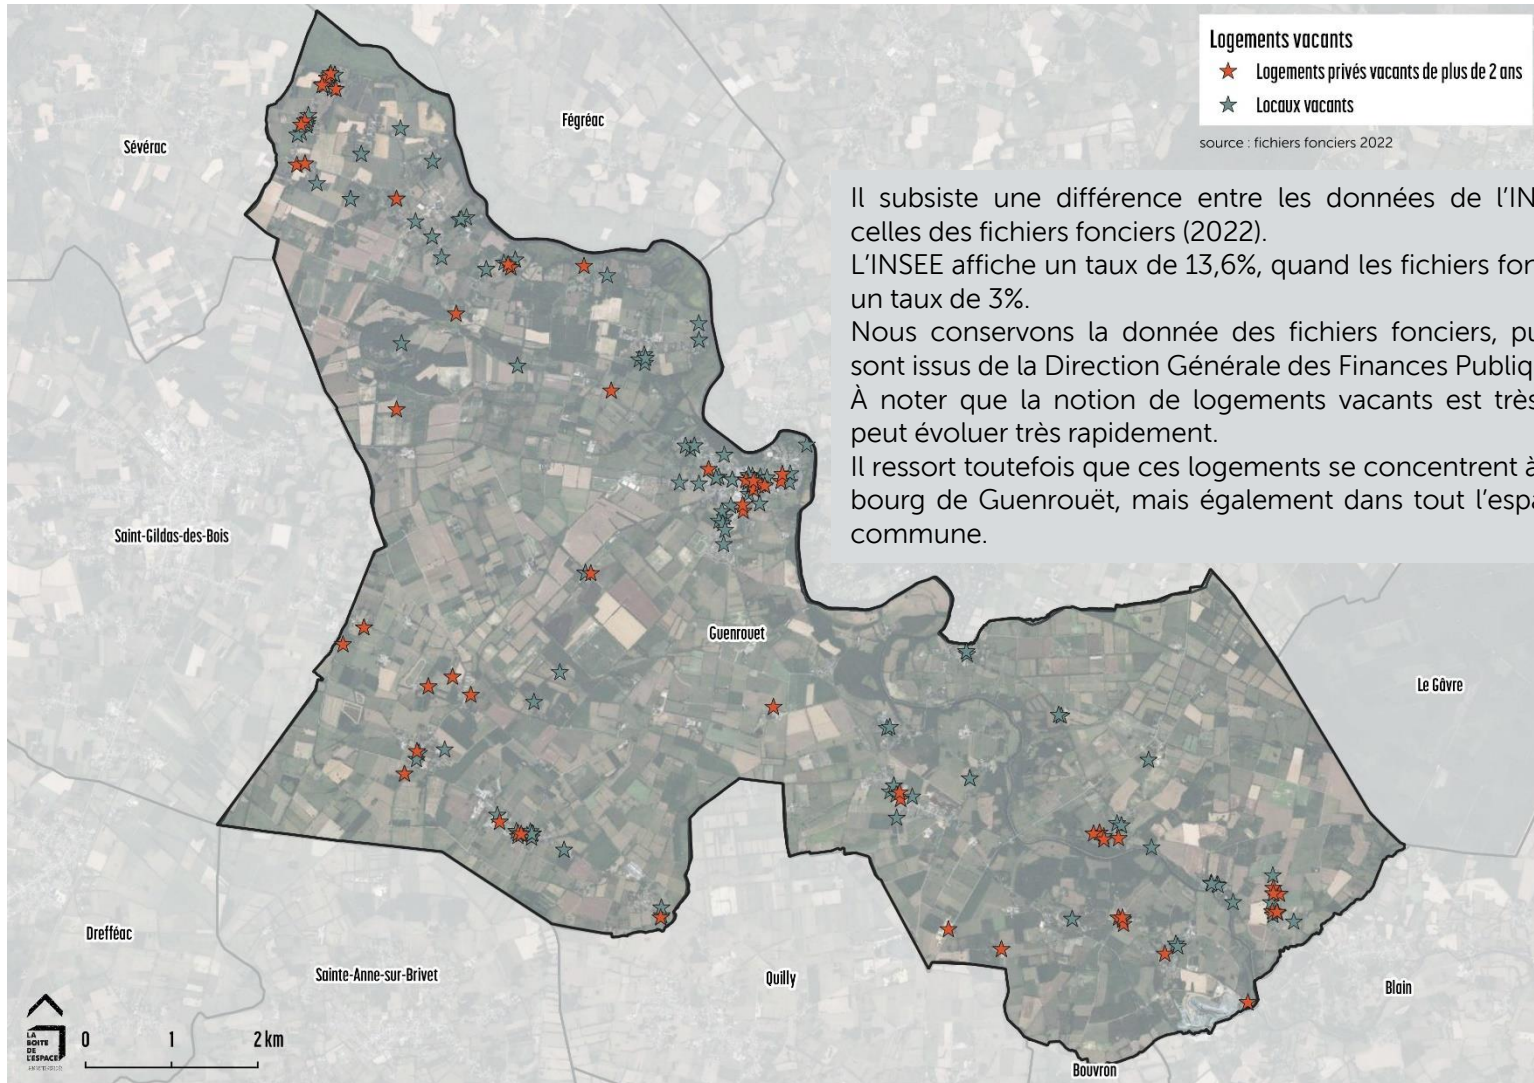 Logements vacants
Logements privés vacants de plus de 2 ans
Locaux vacants
source : fichiers fonciers 2022
Il subsiste une différence entre les données de l'IN
celles des fichiers fonciers (2022).
L'INSEE affiche un taux de 13,6%, quand les fichiers fon
un taux de 3%.
Nous conservons la donnée des fichiers fonciers, pu
sont issus de la Direction Générale des Finances Publiq
À noter que la notion de logements vacants est très
peut évoluer très rapidement.
Il ressort toutefois que ces logements se concentrent à
bourg de Guenrouët, mais également dans tout l'espa
commune.
Fégréac
Sévérac
Saint-Gildas-des-Bois
Guenrouet
Le Gâvre
Drefféac
Sainte-Anne-sur-Brivet
Quilly
Blain
Bouvron
LA
BOITE
DE
L'ESPACE
0 1 2 km